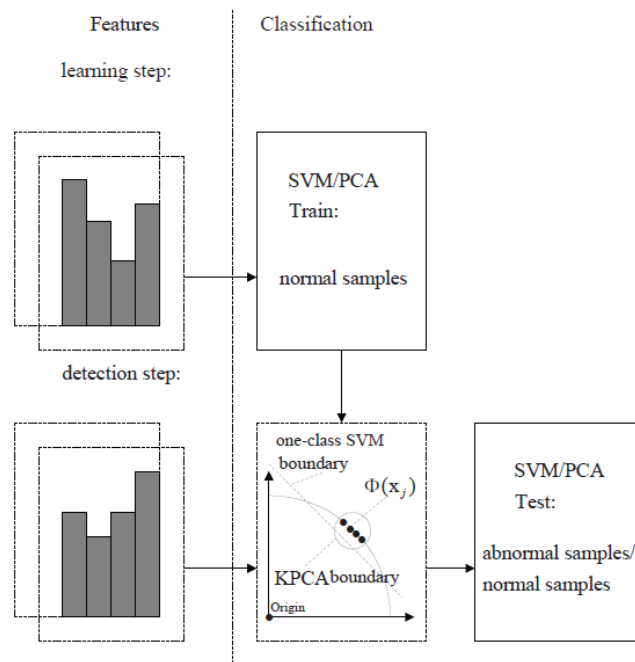 Features
Classification
learning step:
SVM/PCA
Train:
normal samples
detection step:
one-class SVM
boundary
Φ(x_j)
KPCA boundary
Origin
SVM/PCA
Test:
abnormal samples/
normal samples